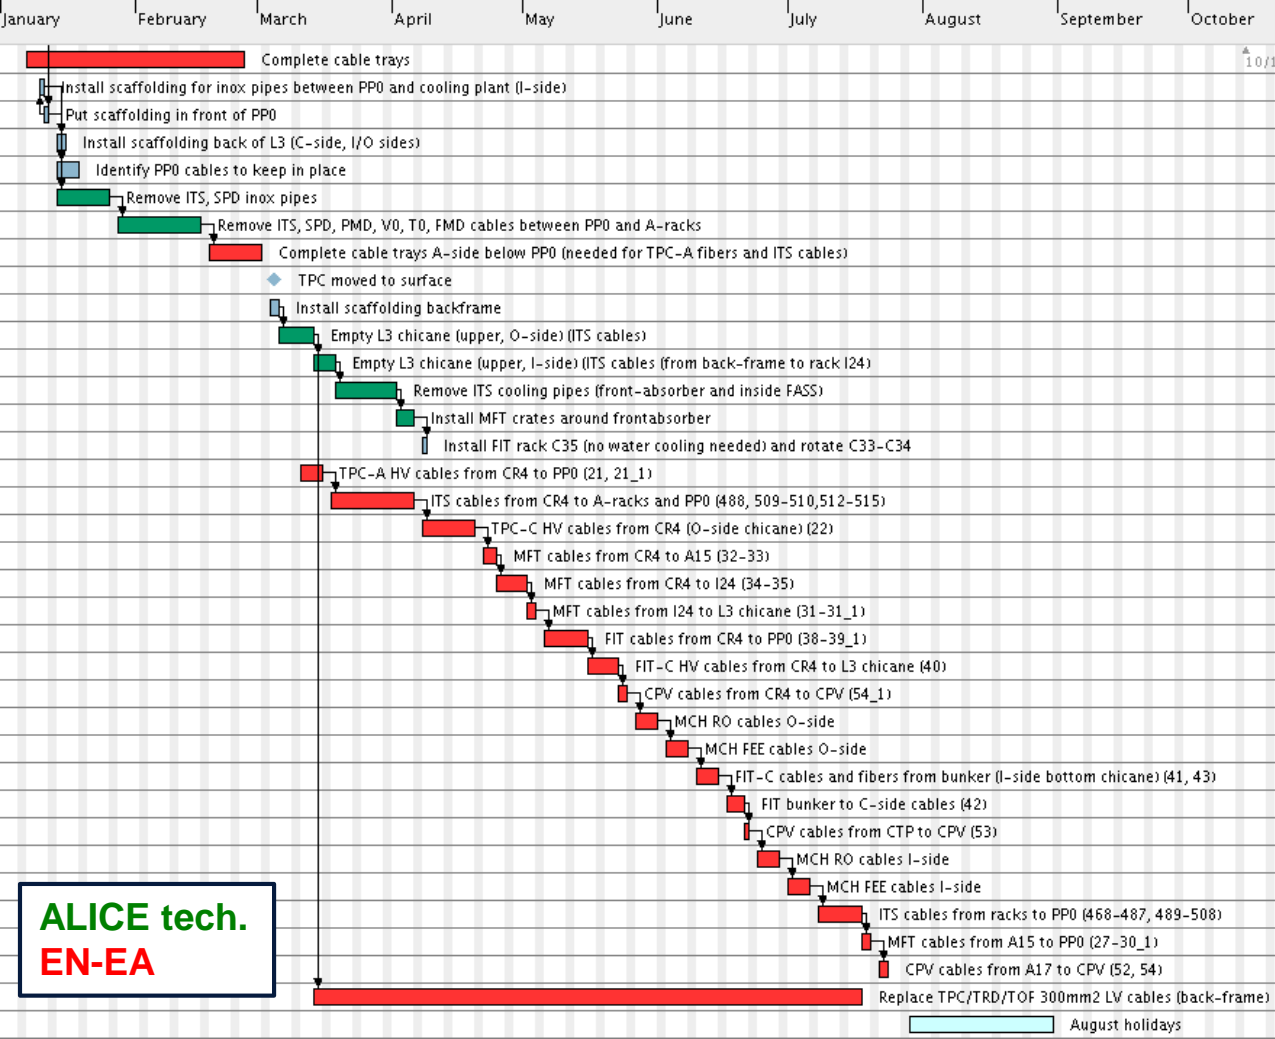 January February March April May June July August September October
Complete cable trays
10/1
Install scaffolding for inox pipes between PP0 and cooling plant (I-side)
Put scaffolding in front of PP0
Install scaffolding back of L3 (C-side, I/O sides)
Identify PP0 cables to keep in place
Remove ITS, SPD inox pipes
Remove ITS, SPD, PMD, V0, T0, FMD cables between PP0 and A-racks
Complete cable trays A-side below PP0 (needed for TPC-A fibers and ITS cables)
TPC moved to surface
Install scaffolding backframe
Empty L3 chicane (upper, O-side) (ITS cables)
Empty L3 chicane (upper, I-side) (ITS cables (from back-frame to rack I24)
Remove ITS cooling pipes (front-absorber and inside FASS)
Install MFT crates around frontabsorber
Install FIT rack C35 (no water cooling needed) and rotate C33-C34
TPC-A HV cables from CR4 to PP0 (21, 21_1)
ITS cables from CR4 to A-racks and PP0 (488, 509-510,512-515)
TPC-C HV cables from CR4 (O-side chicane) (22)
MFT cables from CR4 to A15 (32-33)
MFT cables from CR4 to I24 (34-35)
MFT cables from I24 to L3 chicane (31-31_1)
FIT cables from CR4 to PP0 (38-39_1)
FIT-C HV cables from CR4 to L3 chicane (40)
CPV cables from CR4 to CPV (54_1)
MCH RO cables O-side
MCH FEE cables O-side
FIT-C cables and fibers from bunker (I-side bottom chicane) (41, 43)
FIT bunker to C-side cables (42)
CPV cables from CTP to CPV (53)
MCH RO cables I-side
MCH FEE cables I-side
ITS cables from racks to PP0 (468-487, 489-508)
MFT cables from A15 to PP0 (27-30_1)
CPV cables from A17 to CPV (52, 54)
Replace TPC/TRD/TOF 300mm2 LV cables (back-frame)
August holidays
ALICE tech.
EN-EA